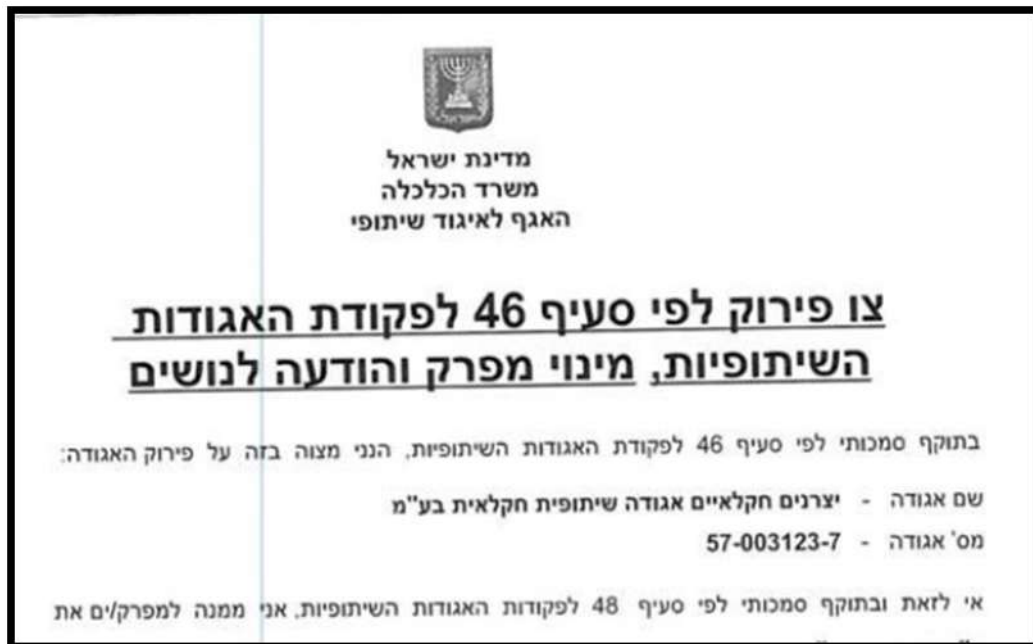 מדינת ישראל
משרד הכלכלה
האגף לאיגוד שיתופי
צו פירוק לפי סעיף 46 לפקודת האגודות
השיתופיות, מינוי מפרק והודעה לנושים
בתוקף סמכותי לפי סעיף 46 לפקודת האגודות השיתופיות, הנני מצוה בזה על פירוק האגודה:
שם אגודה - יצרנים חקלאיים אגודה שיתופית חקלאית בע"מ
מס' אגודה - 57-003123-7
אי לזאת ובתוקף סמכותי לפי סעיף 48 לפקודות האגודות השיתופיות, אני ממנה למפרק/ים את